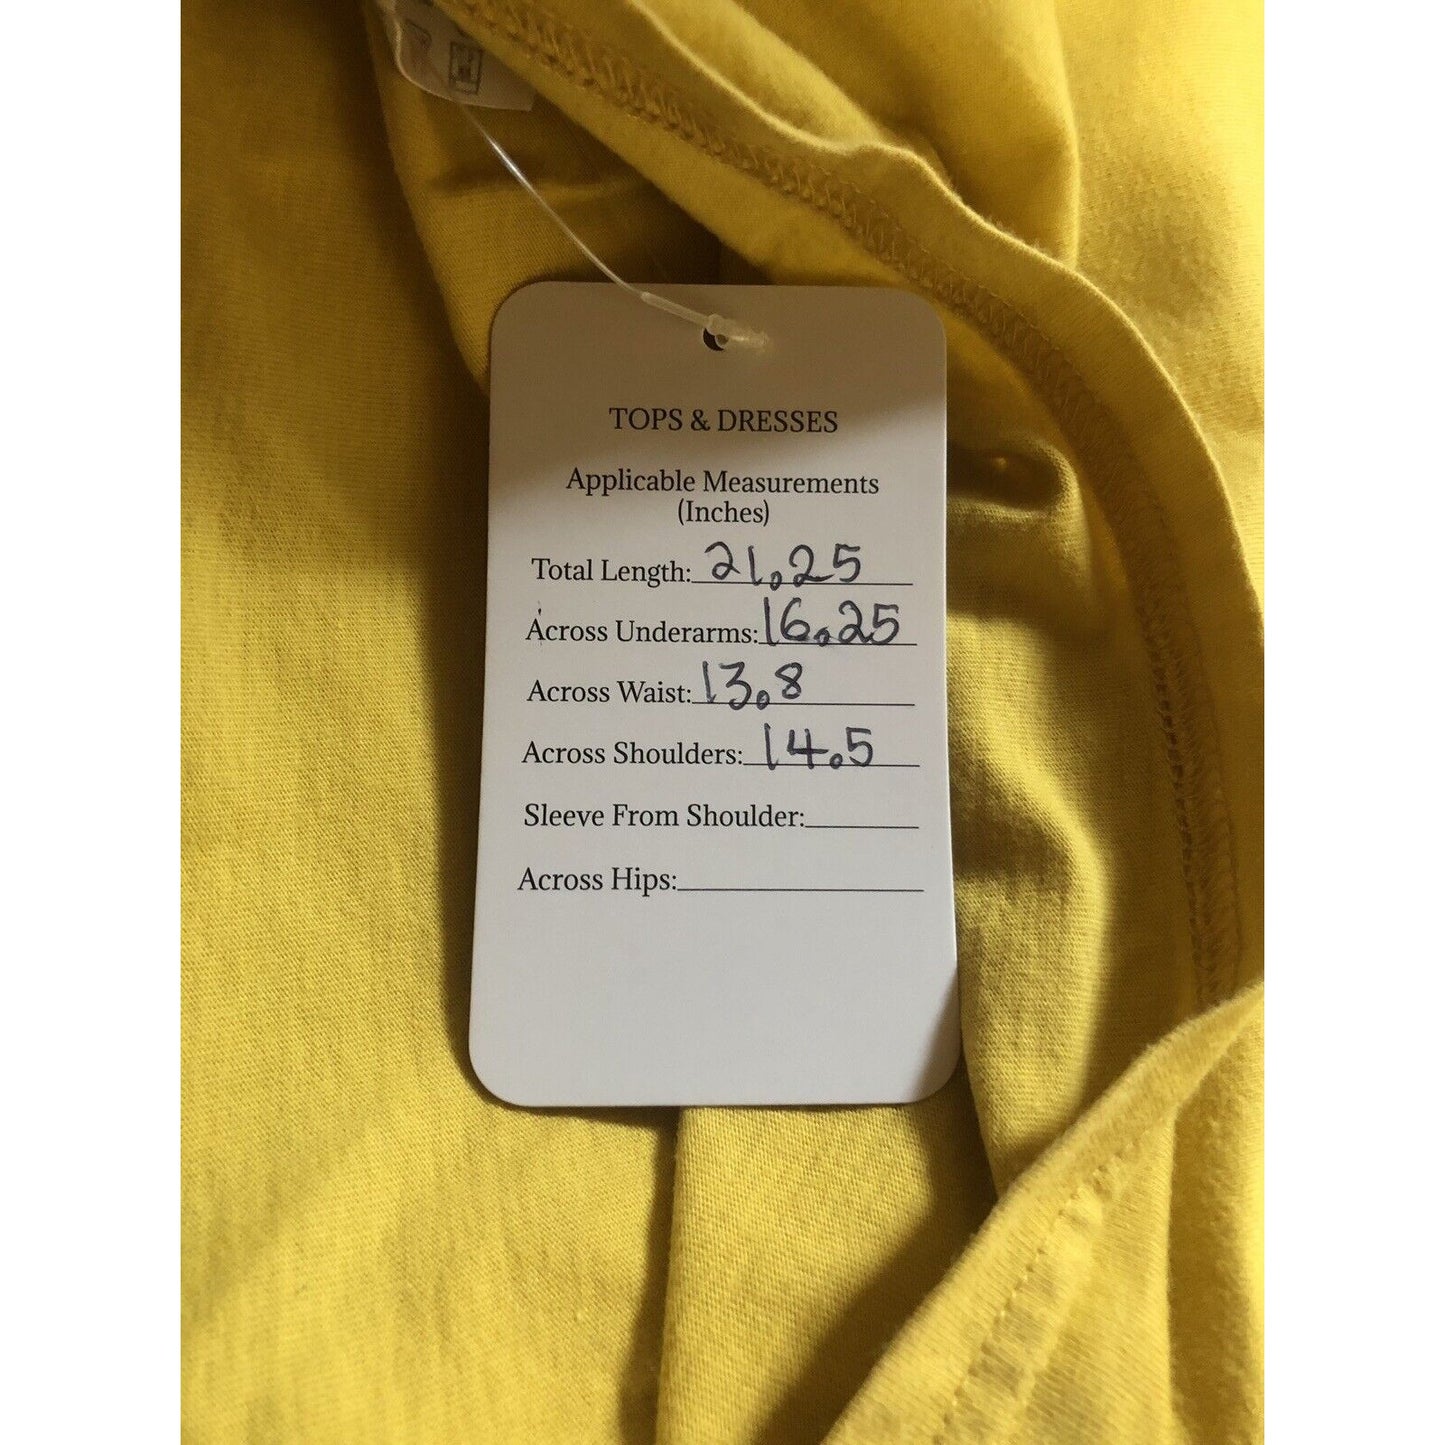 TOPS & DRESSES
Applicable Measurements
(Inches)
Total Length: 21.25
Across Underarms: 16.25
Across Waist: 13.8
Across Shoulders: 14.5
Sleeve From Shoulder:
Across Hips: